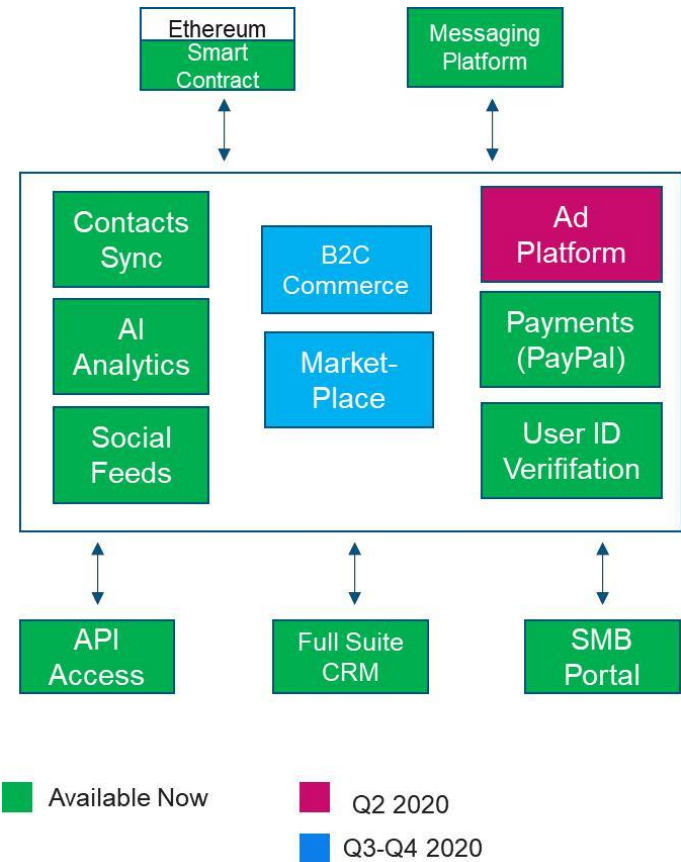 Ethereum
Smart
Contract
Messaging
Platform
Contacts
Sync
AI
Analytics
Social
Feeds
B2C
Commerce
Market-
Place
Ad
Platform
Payments
(PayPal)
User ID
Verififation
API
Access
Full Suite
CRM
SMB
Portal
Available Now
Q2 2020
Q3-Q4 2020